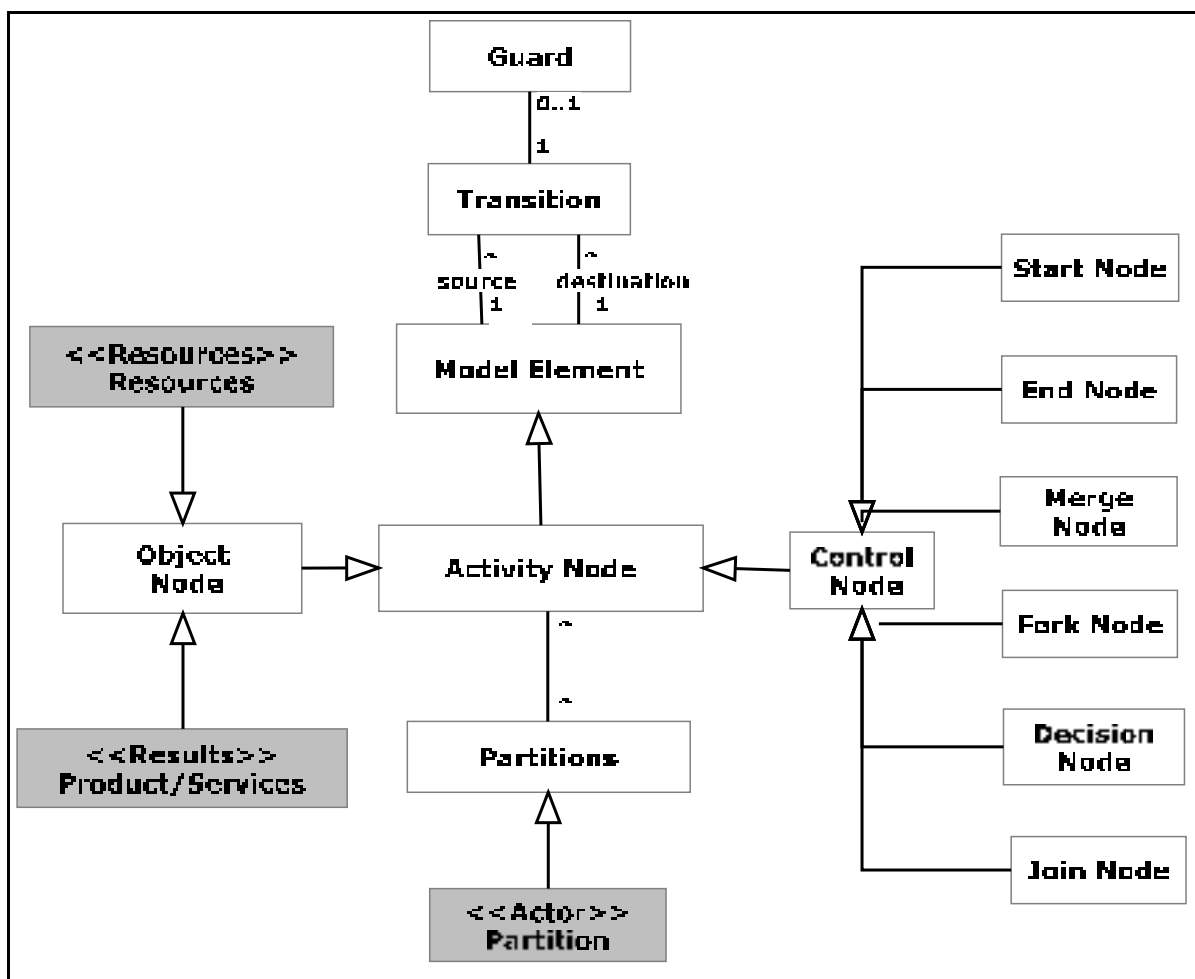 Guard
0..1
1
Transition
*
*
source
destination
1
1
Model Element
<<Resources>>
Resources
Start Node
End Node
Merge
Node
Object
Node
Activity Node
Control
Node
Fork Node
*
*
<<Results>>
Product/Services
Partitions
Decision
Node
Join Node
<<Actor>>
Partition